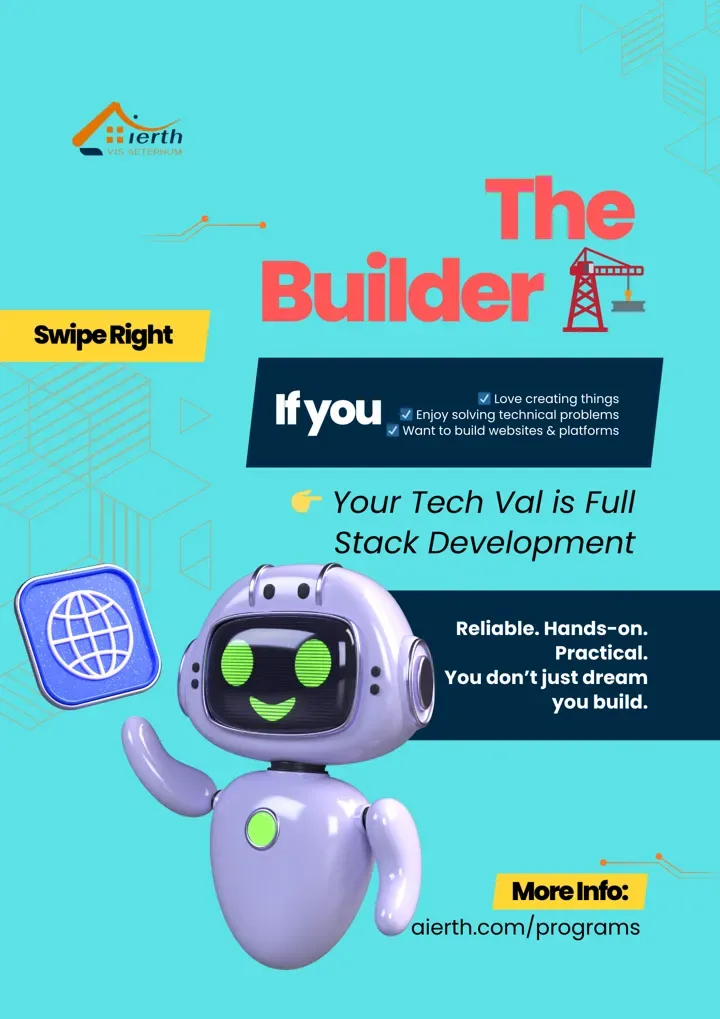 Aierth
VIS AETERNUM
The
Builder
Swipe Right
If you
Love creating things
Enjoy solving technical problems
Want to build websites & platforms
Your Tech Val is Full
Stack Development
Reliable. Hands-on.
Practical.
You don’t just dream
you build.
More Info:
aierth.com/programs